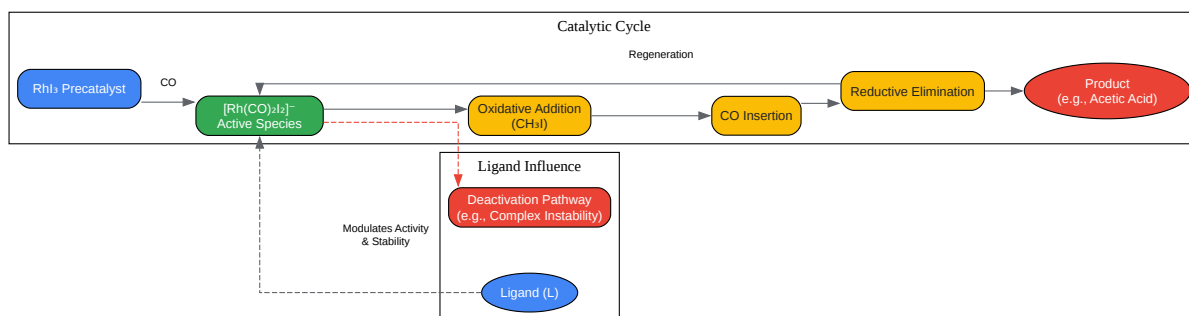 Catalytic Cycle
Regeneration
RhI₃ Precatalyst
CO
[Rh(CO)₂I₂]⁻
Active Species
Oxidative Addition
(CH₃I)
CO Insertion
Reductive Elimination
Product
(e.g., Acetic Acid)
Ligand Influence
Deactivation Pathway
(e.g., Complex Instability)
Modulates Activity
& Stability
Ligand (L)